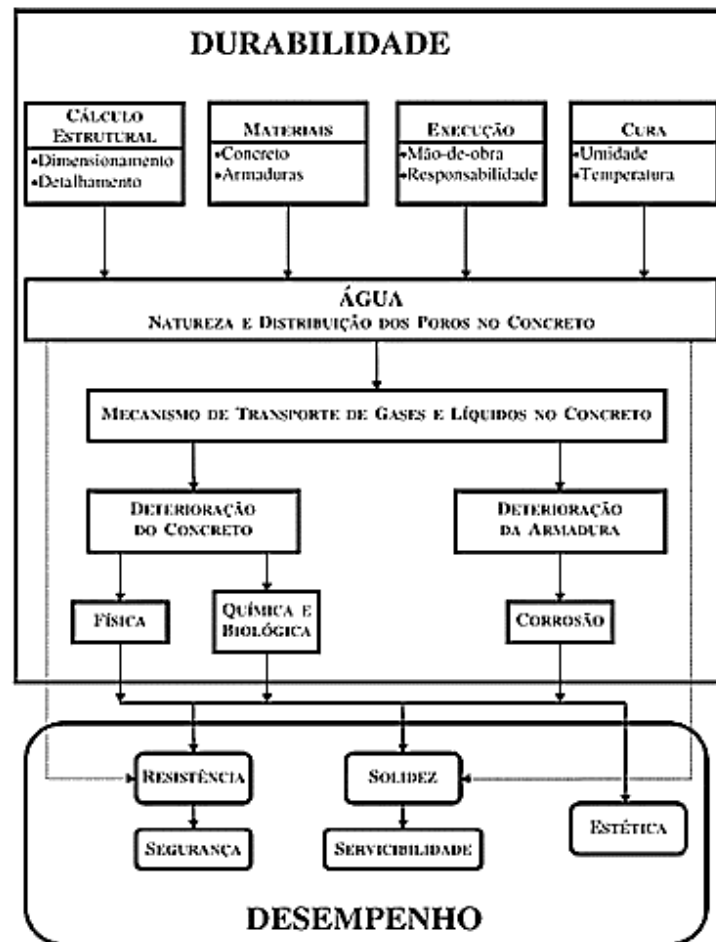 DURABILIDADE
CÁLCULO
ESTRUTURAL
•Dimensionamento
•Detalhamento
MATERIAIS
•Concreto
•Armaduras
EXECUÇÃO
•Mão-de-obra
•Responsabilidade
CURA
•Umidade
•Temperatura
ÁGUA
NATUREZA E DISTRIBUIÇÃO DOS POROS NO CONCRETO
MECANISMO DE TRANSPORTE DE GASES E LÍQUIDOS NO CONCRETO
DETERIORAÇÃO
DO CONCRETO
DETERIORAÇÃO
DA ARMADURA
FÍSICA
QUÍMICA E
BIOLÓGICA
CORROSÃO
RESISTÊNCIA
SOLIDEZ
ESTÉTICA
SEGURANÇA
SERVICIBILIDADE
DESEMPENHO